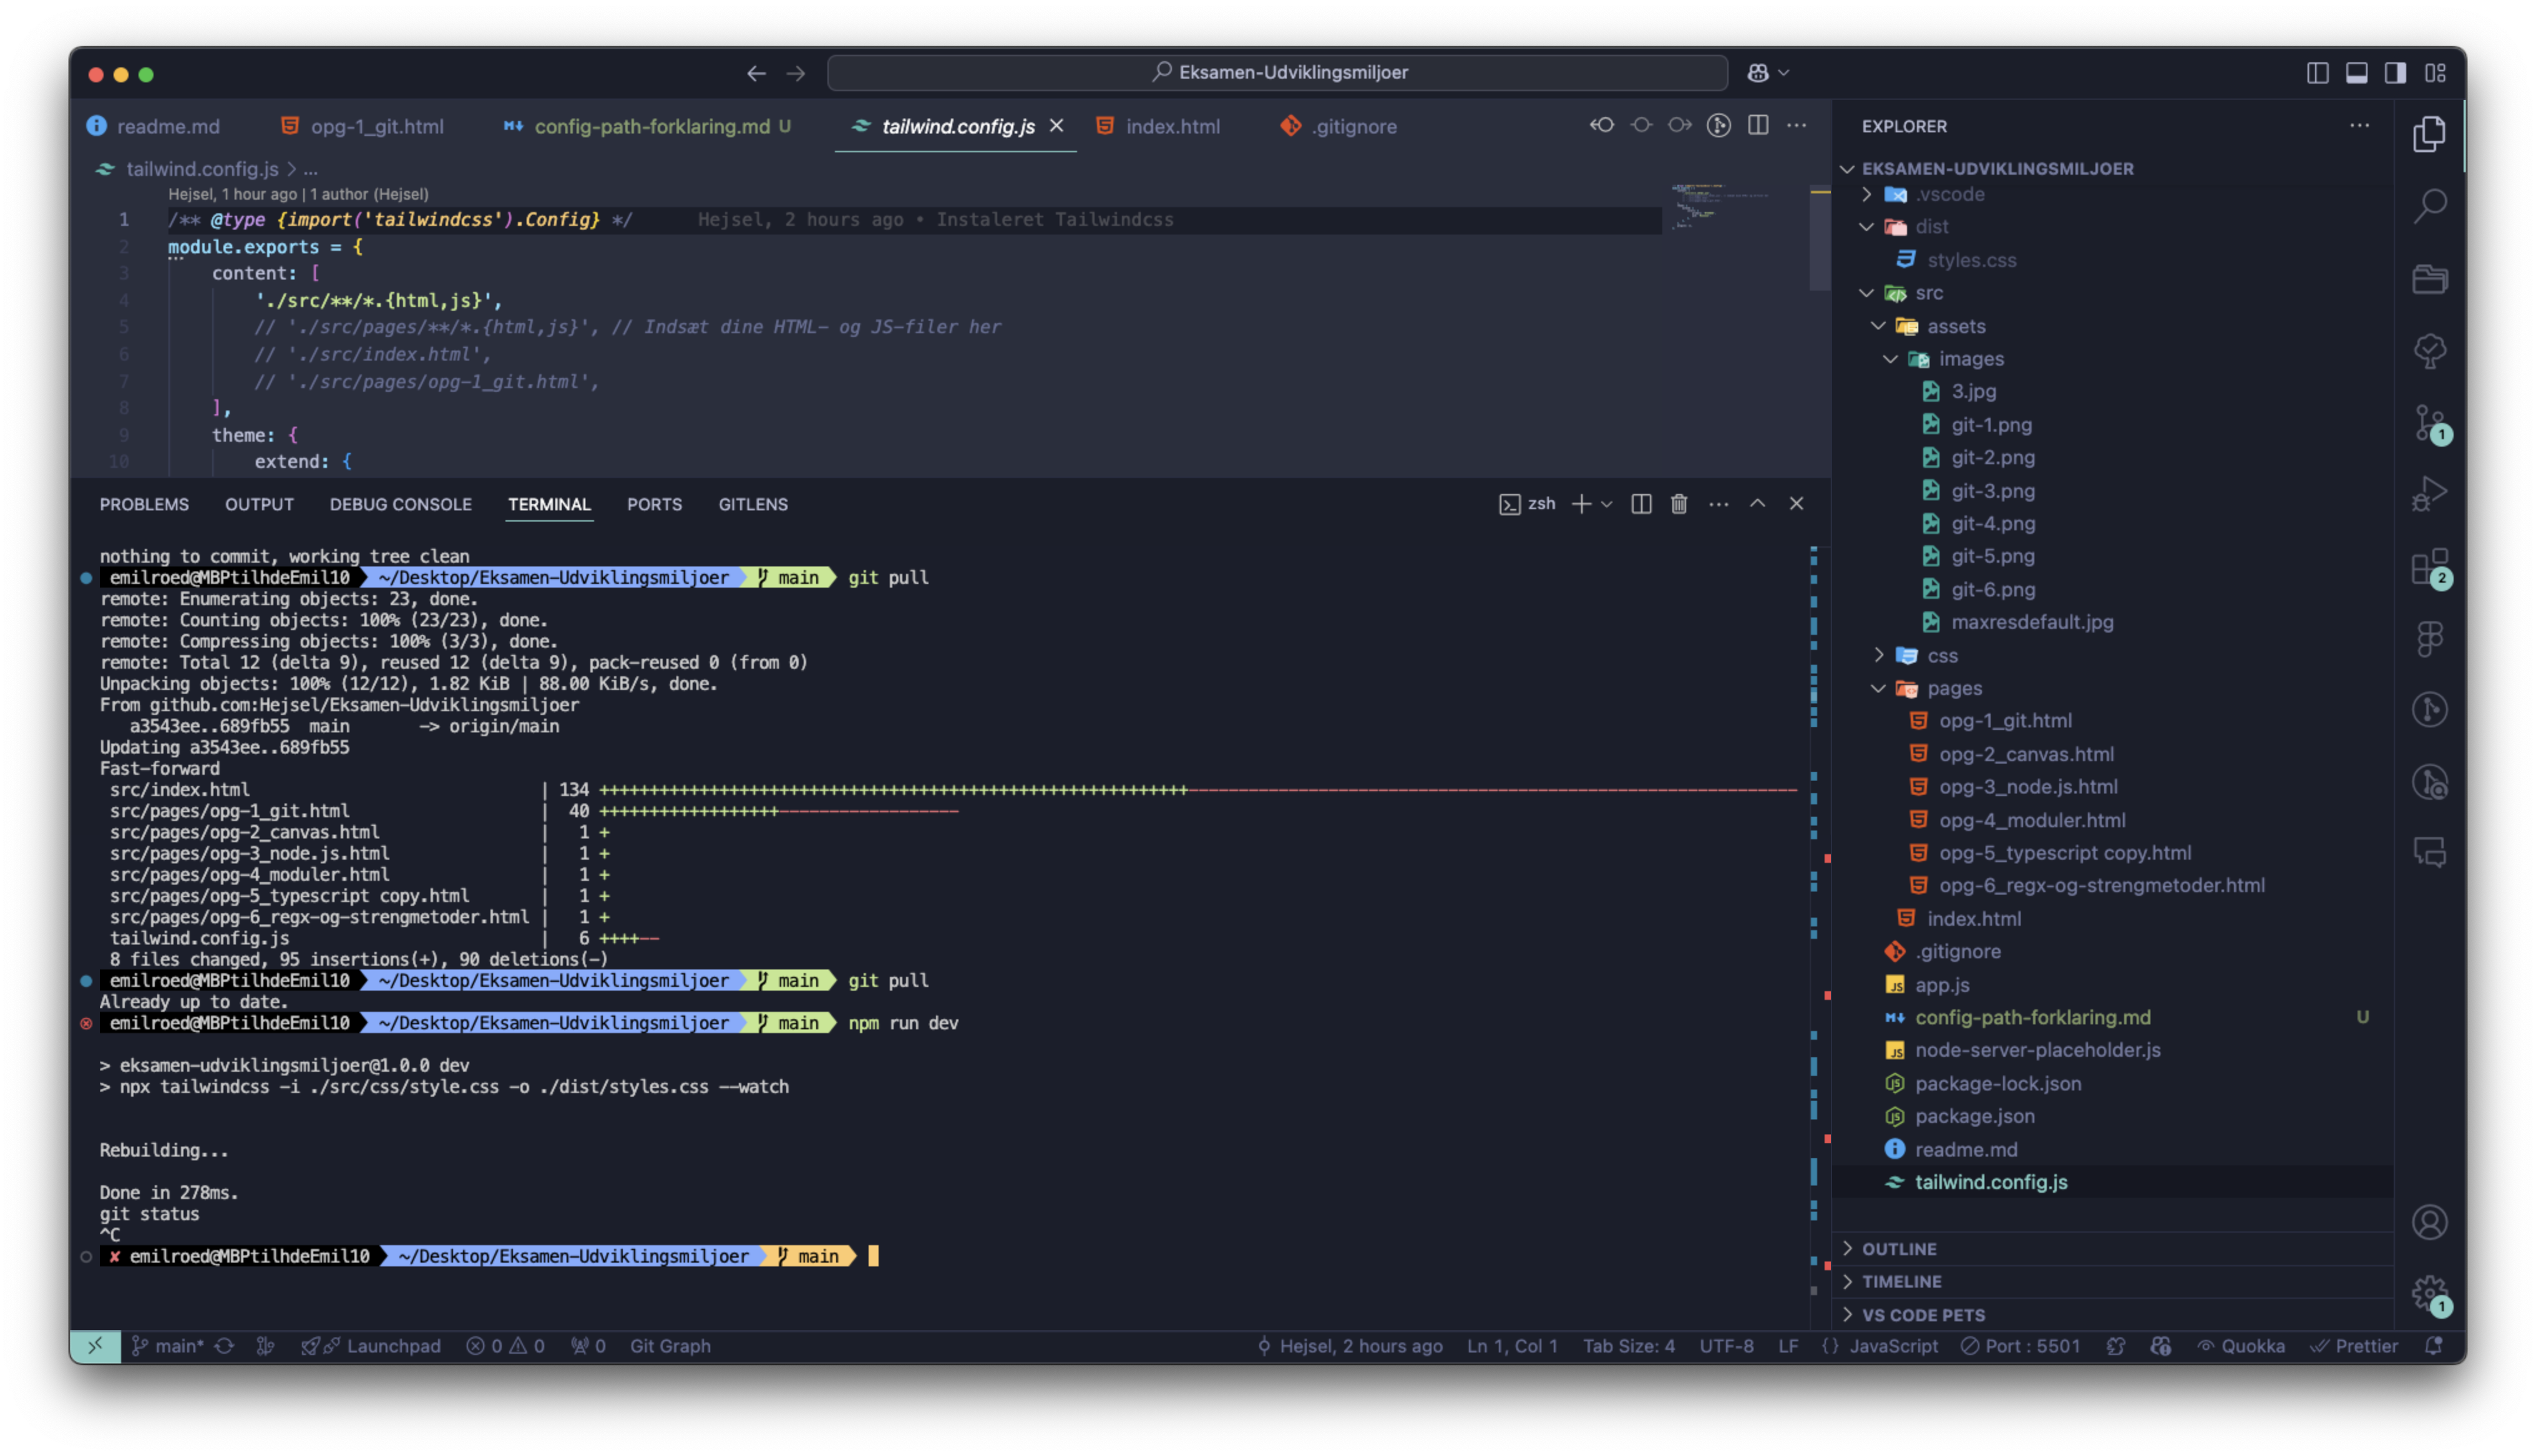 Eksamen-Udviklingsmiljoer
readme.md
opg-1_git.html
config-path-forklaring.md U
tailwind.config.js
index.html
.gitignore
tailwind.config.js > ...
Hejsel, 1 hour ago | 1 author (Hejsel)
1 /** @type {import('tailwindcss').Config} */ Hejsel, 2 hours ago • Instaleret Tailwindcss
2 module.exports = {
3 content: [
4 './src/**/*.{html,js}',
5 // './src/pages/**/*.{html,js}', // Indsæt dine HTML- og JS-filer her
6 // './src/index.html',
7 // './src/pages/opg-1_git.html',
8 ],
9 theme: {
10 extend: {
PROBLEMS OUTPUT DEBUG CONSOLE TERMINAL PORTS GITLENS
zsh
nothing to commit, working tree clean
emilroed@MBPtilhdeEmil10 ~/Desktop/Eksamen-Udviklingsmiljoer main git pull
remote: Enumerating objects: 23, done.
remote: Counting objects: 100% (23/23), done.
remote: Compressing objects: 100% (3/3), done.
remote: Total 12 (delta 9), reused 12 (delta 9), pack-reused 0 (from 0)
Unpacking objects: 100% (12/12), 1.82 KiB | 88.00 KiB/s, done.
From github.com:Hejsel/Eksamen-Udviklingsmiljoer
a3543ee..689fb55 main -> origin/main
Updating a3543ee..689fb55
Fast-forward
src/index.html | 134 +++++++++++++++++++++++++++++++++++++++++++++++++++++++++++-------------------------------------------------------------
src/pages/opg-1_git.html | 40 ++++++++++++++++++------------------
src/pages/opg-2_canvas.html | 1 +
src/pages/opg-3_node.js.html | 1 +
src/pages/opg-4_moduler.html | 1 +
src/pages/opg-5_typescript copy.html | 1 +
src/pages/opg-6_regx-og-strengmetoder.html | 1 +
tailwind.config.js | 6 ++++--
8 files changed, 95 insertions(+), 90 deletions(-)
emilroed@MBPtilhdeEmil10 ~/Desktop/Eksamen-Udviklingsmiljoer main git pull
Already up to date.
emilroed@MBPtilhdeEmil10 ~/Desktop/Eksamen-Udviklingsmiljoer main npm run dev
> eksamen-udviklingsmiljoer@1.0.0 dev
> npx tailwindcss -i ./src/css/style.css -o ./dist/styles.css --watch
Rebuilding...
Done in 278ms.
git status
^C
✘ emilroed@MBPtilhdeEmil10 ~/Desktop/Eksamen-Udviklingsmiljoer main
EXPLORER
EKSAMEN-UDVIKLINGSMILJOER
.vscode
dist
styles.css
src
assets
images
3.jpg
git-1.png
git-2.png
git-3.png
git-4.png
git-5.png
git-6.png
maxresdefault.jpg
css
pages
opg-1_git.html
opg-2_canvas.html
opg-3_node.js.html
opg-4_moduler.html
opg-5_typescript copy.html
opg-6_regx-og-strengmetoder.html
index.html
.gitignore
app.js
config-path-forklaring.md U
node-server-placeholder.js
package-lock.json
package.json
readme.md
tailwind.config.js
OUTLINE
TIMELINE
VS CODE PETS
1
2
1
main* Launchpad 0 0 0 Git Graph
Hejsel, 2 hours ago Ln 1, Col 1 Tab Size: 4 UTF-8 LF {} JavaScript Port : 5501 Quokka Prettier